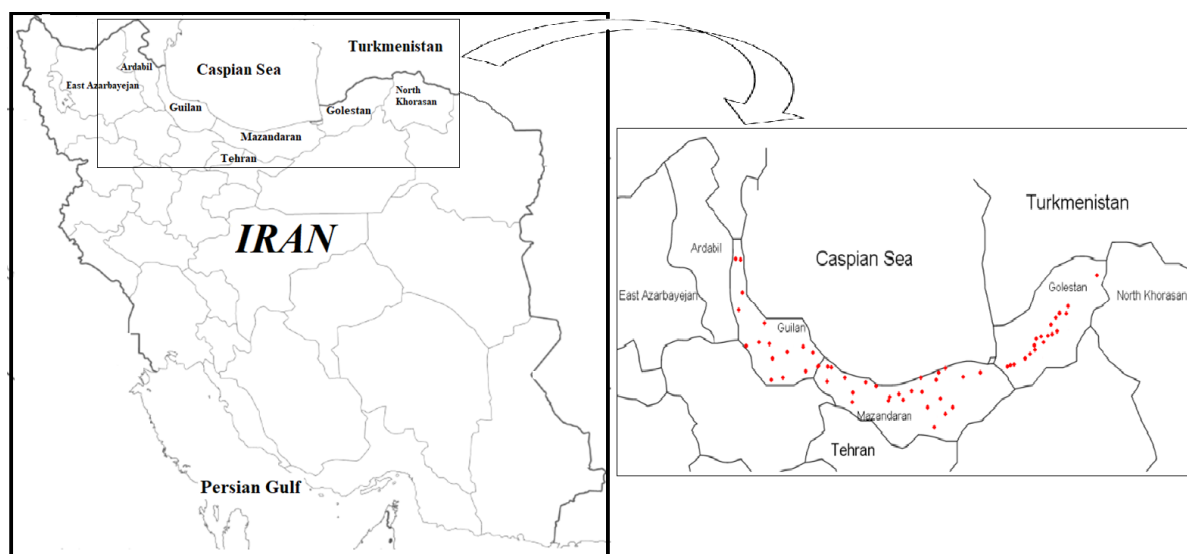 Turkmenistan
Ardabil
Caspian Sea
East Azarbayejan
North
Khorasan
Guilan
Golestan
Mazandaran
Tehran
IRAN
Persian Gulf
Turkmenistan
Ardabil
Caspian Sea
East Azarbayejan
Golestan
North Khorasan
Guilan
Mazandaran
Tehran